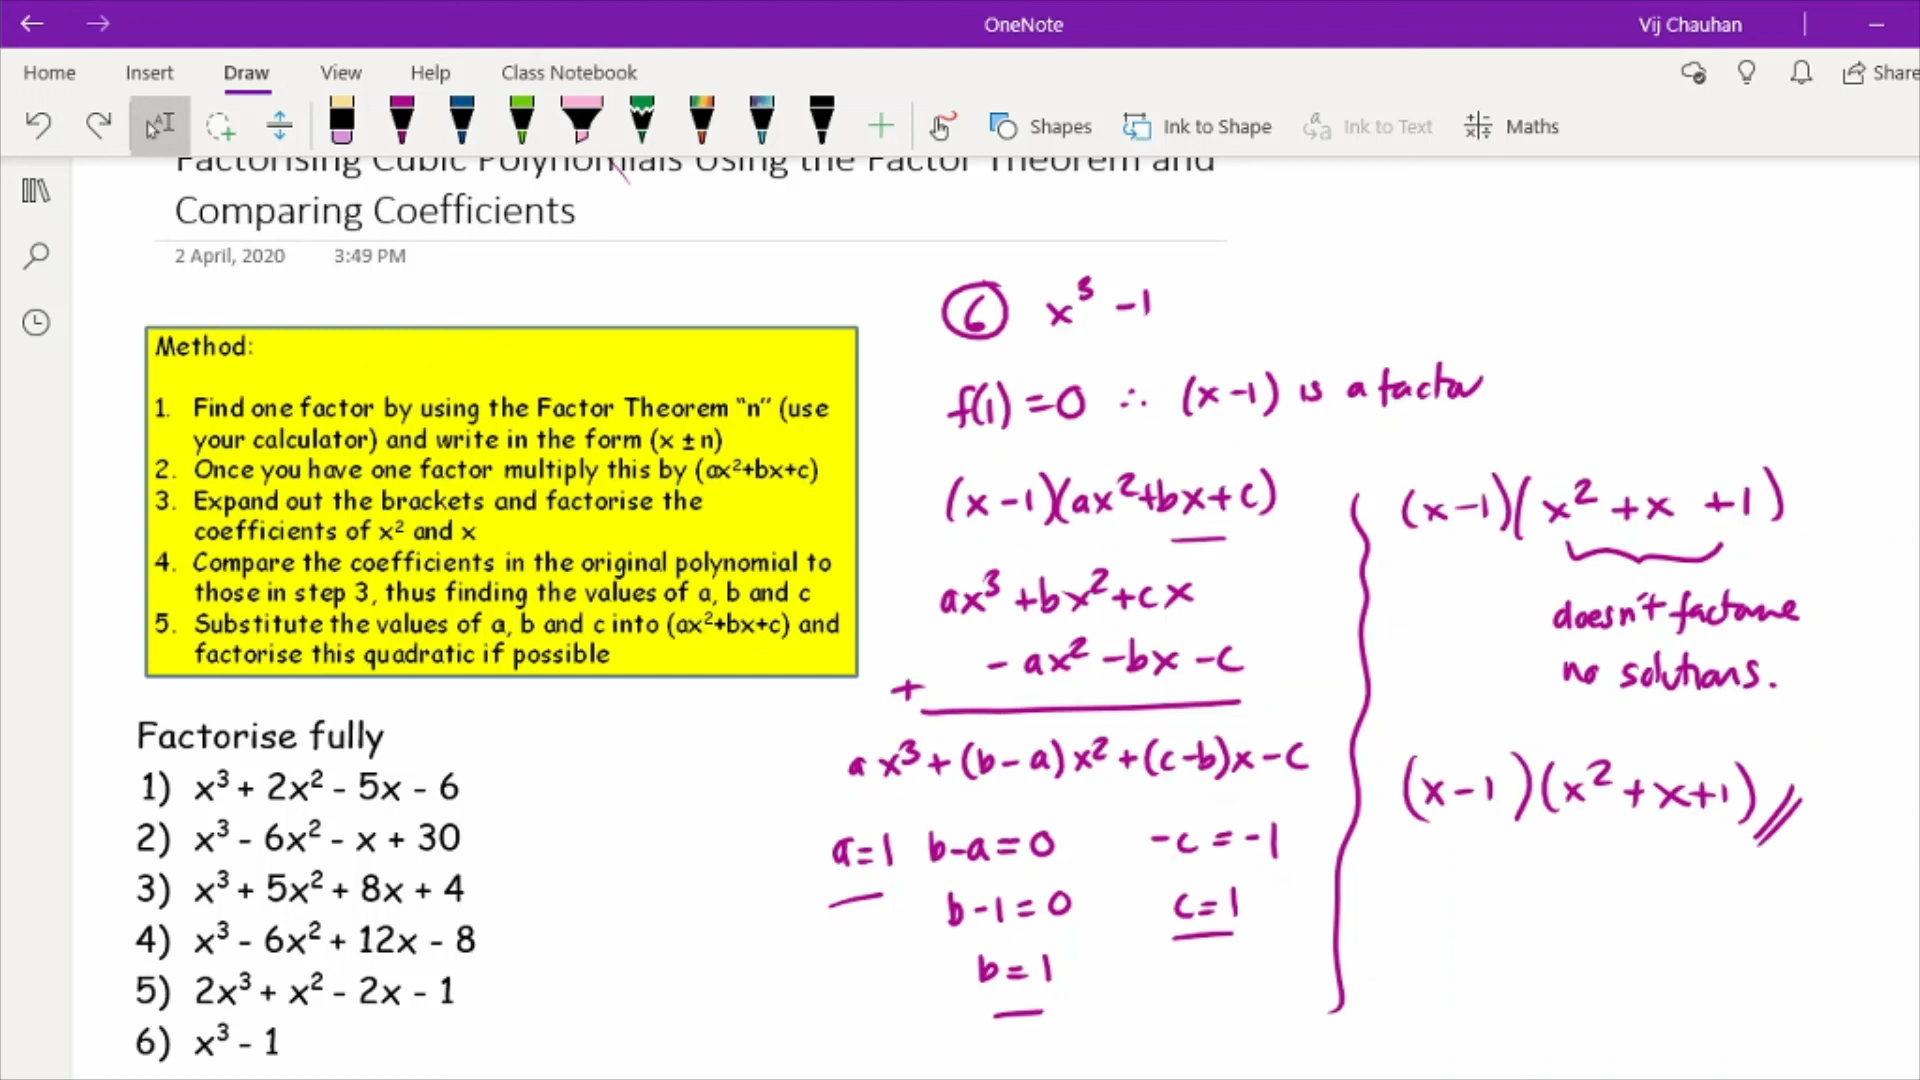 OneNote
Vij Chauhan
Home Insert Draw View Help Class Notebook
Share
Shapes Ink to Shape Ink to Text Maths
Factorising Cubic Polynomials Using the Factor Theorem and
Comparing Coefficients
2 April, 2020 3:49 PM
Method:
1. Find one factor by using the Factor Theorem "n" (use
your calculator) and write in the form (x ± n)
2. Once you have one factor multiply this by (ax²+bx+c)
3. Expand out the brackets and factorise the
coefficients of x² and x
4. Compare the coefficients in the original polynomial to
those in step 3, thus finding the values of a, b and c
5. Substitute the values of a, b and c into (ax²+bx+c) and
factorise this quadratic if possible
Factorise fully
1) x³ + 2x² - 5x - 6
2) x³ - 6x² - x + 30
3) x³ + 5x² + 8x + 4
4) x³ - 6x² + 12x - 8
5) 2x³ + x² - 2x - 1
6) x³ - 1
6 x³ -1
f(1) =0 ∴ (x-1) is a factor
(x-1)(ax²+bx+c)
ax³ +bx²+cx
- ax² -bx -c
+
ax³+(b-a)x²+(c-b)x-c
a=1 b-a=0 -c=-1
b-1=0 c=1
b=1
(x-1)(x² +x +1)
doesn't factorise
no solutions.
(x-1)(x²+x+1)